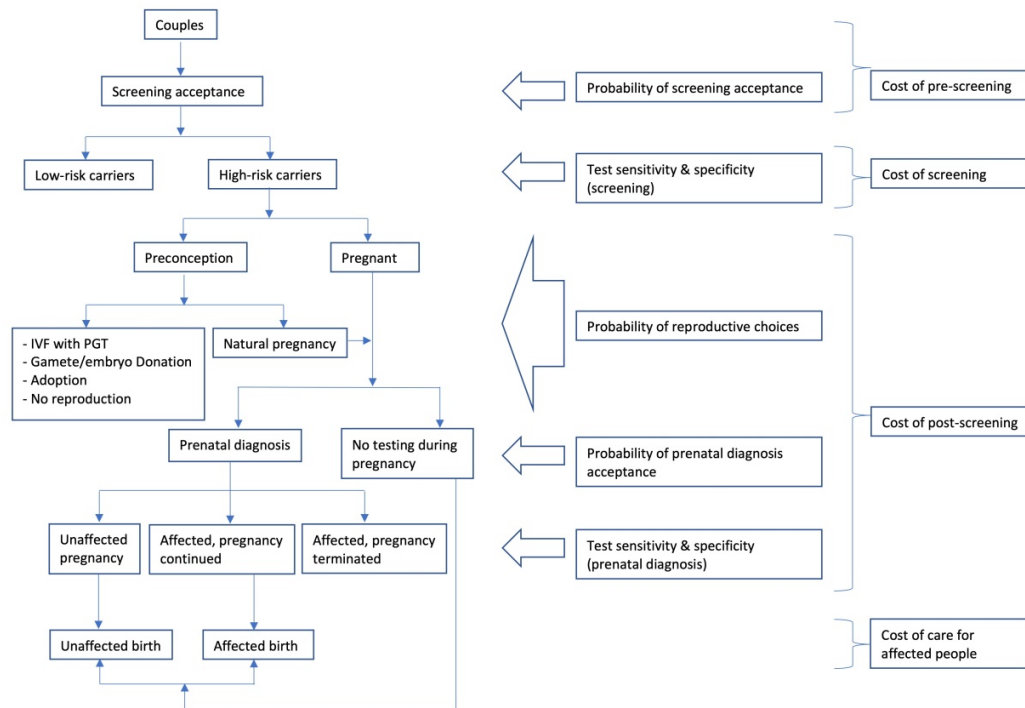 Couples
Screening acceptance
Probability of screening acceptance
Cost of pre-screening
Low-risk carriers
High-risk carriers
Test sensitivity & specificity
(screening)
Cost of screening
Preconception
Pregnant
- IVF with PGT
- Gamete/embryo Donation
- Adoption
- No reproduction
Natural pregnancy
Probability of reproductive choices
Cost of post-screening
Prenatal diagnosis
No testing during
pregnancy
Probability of prenatal diagnosis
acceptance
Unaffected
pregnancy
Affected, pregnancy
continued
Affected, pregnancy
terminated
Test sensitivity & specificity
(prenatal diagnosis)
Unaffected birth
Affected birth
Cost of care for
affected people